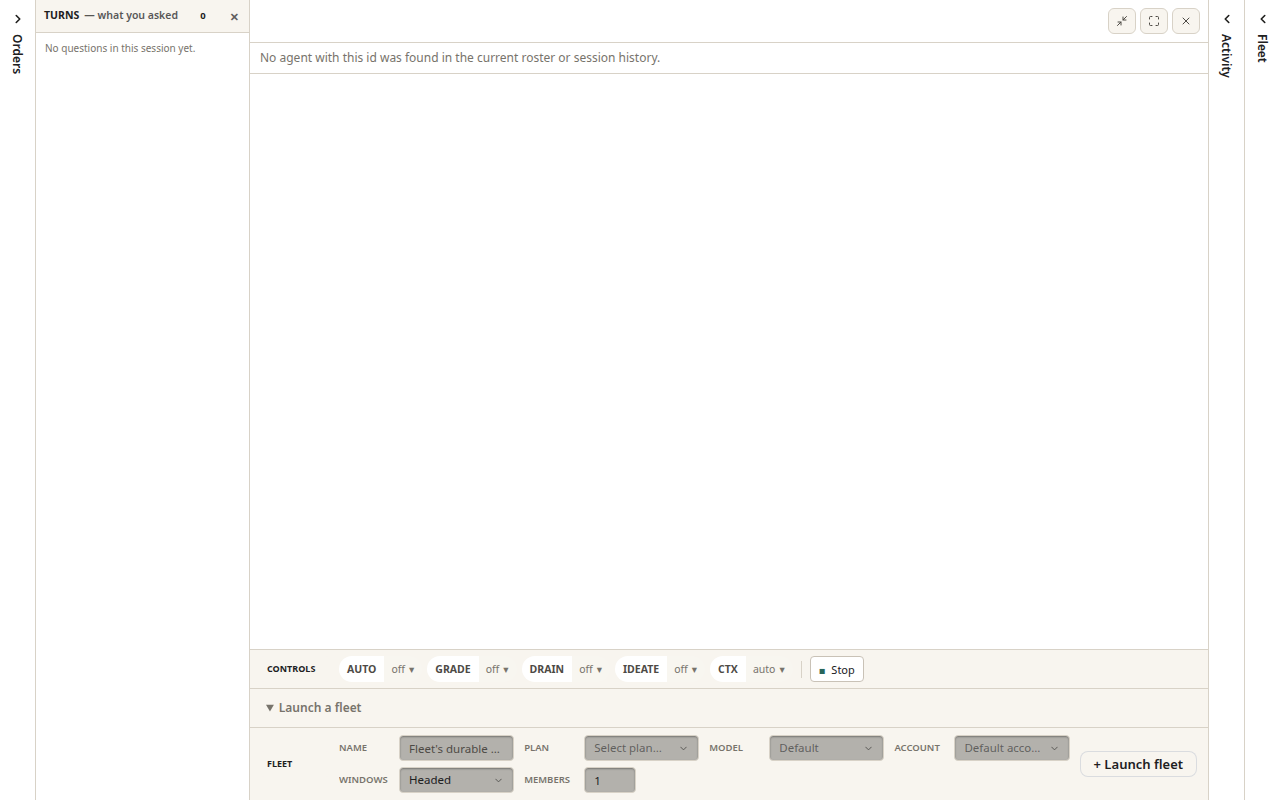 Orders
TURNS — what you asked 0
No questions in this session yet.
No agent with this id was found in the current roster or session history.
Activity
Fleet
CONTROLS AUTO off GRADE off DRAIN off IDEATE off CTX auto Stop
Launch a fleet
FLEET
NAME Fleet's durable ... PLAN Select plan... MODEL Default ACCOUNT Default acco...
WINDOWS Headed MEMBERS 1
+ Launch fleet